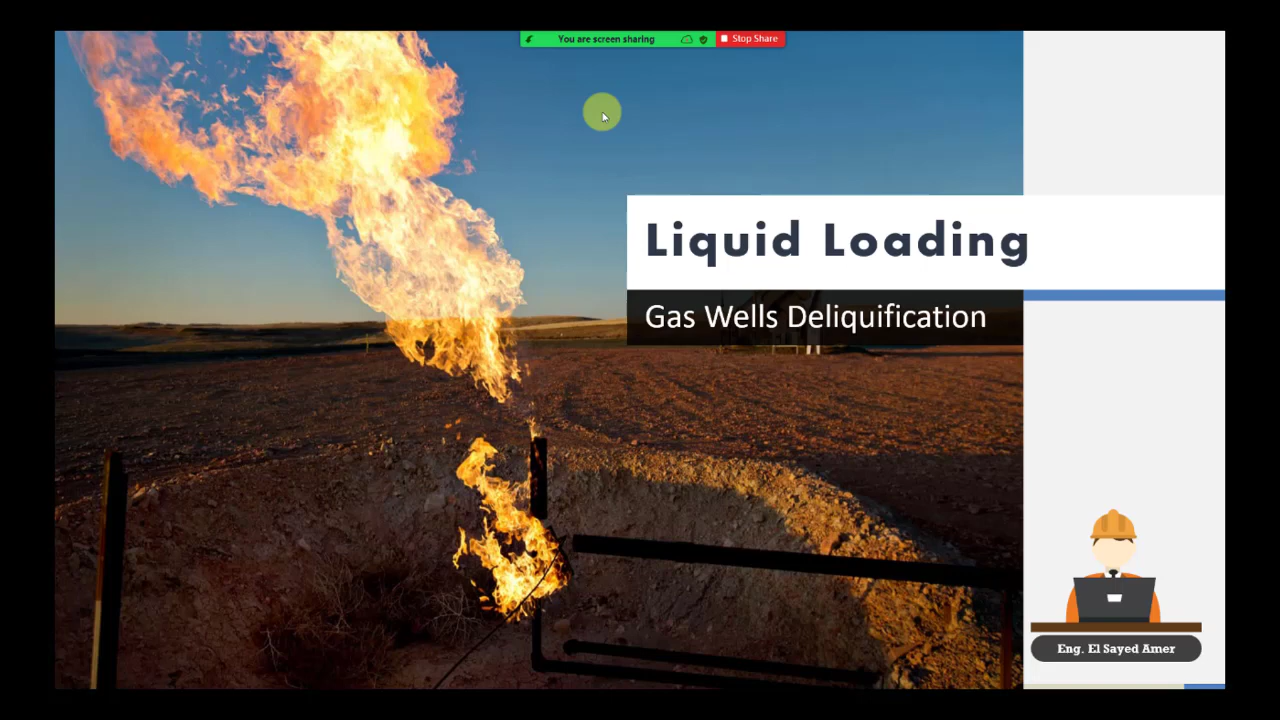 You are screen sharing
Stop Share
Liquid Loading
Gas Wells Deliquification
Eng. El Sayed Amer